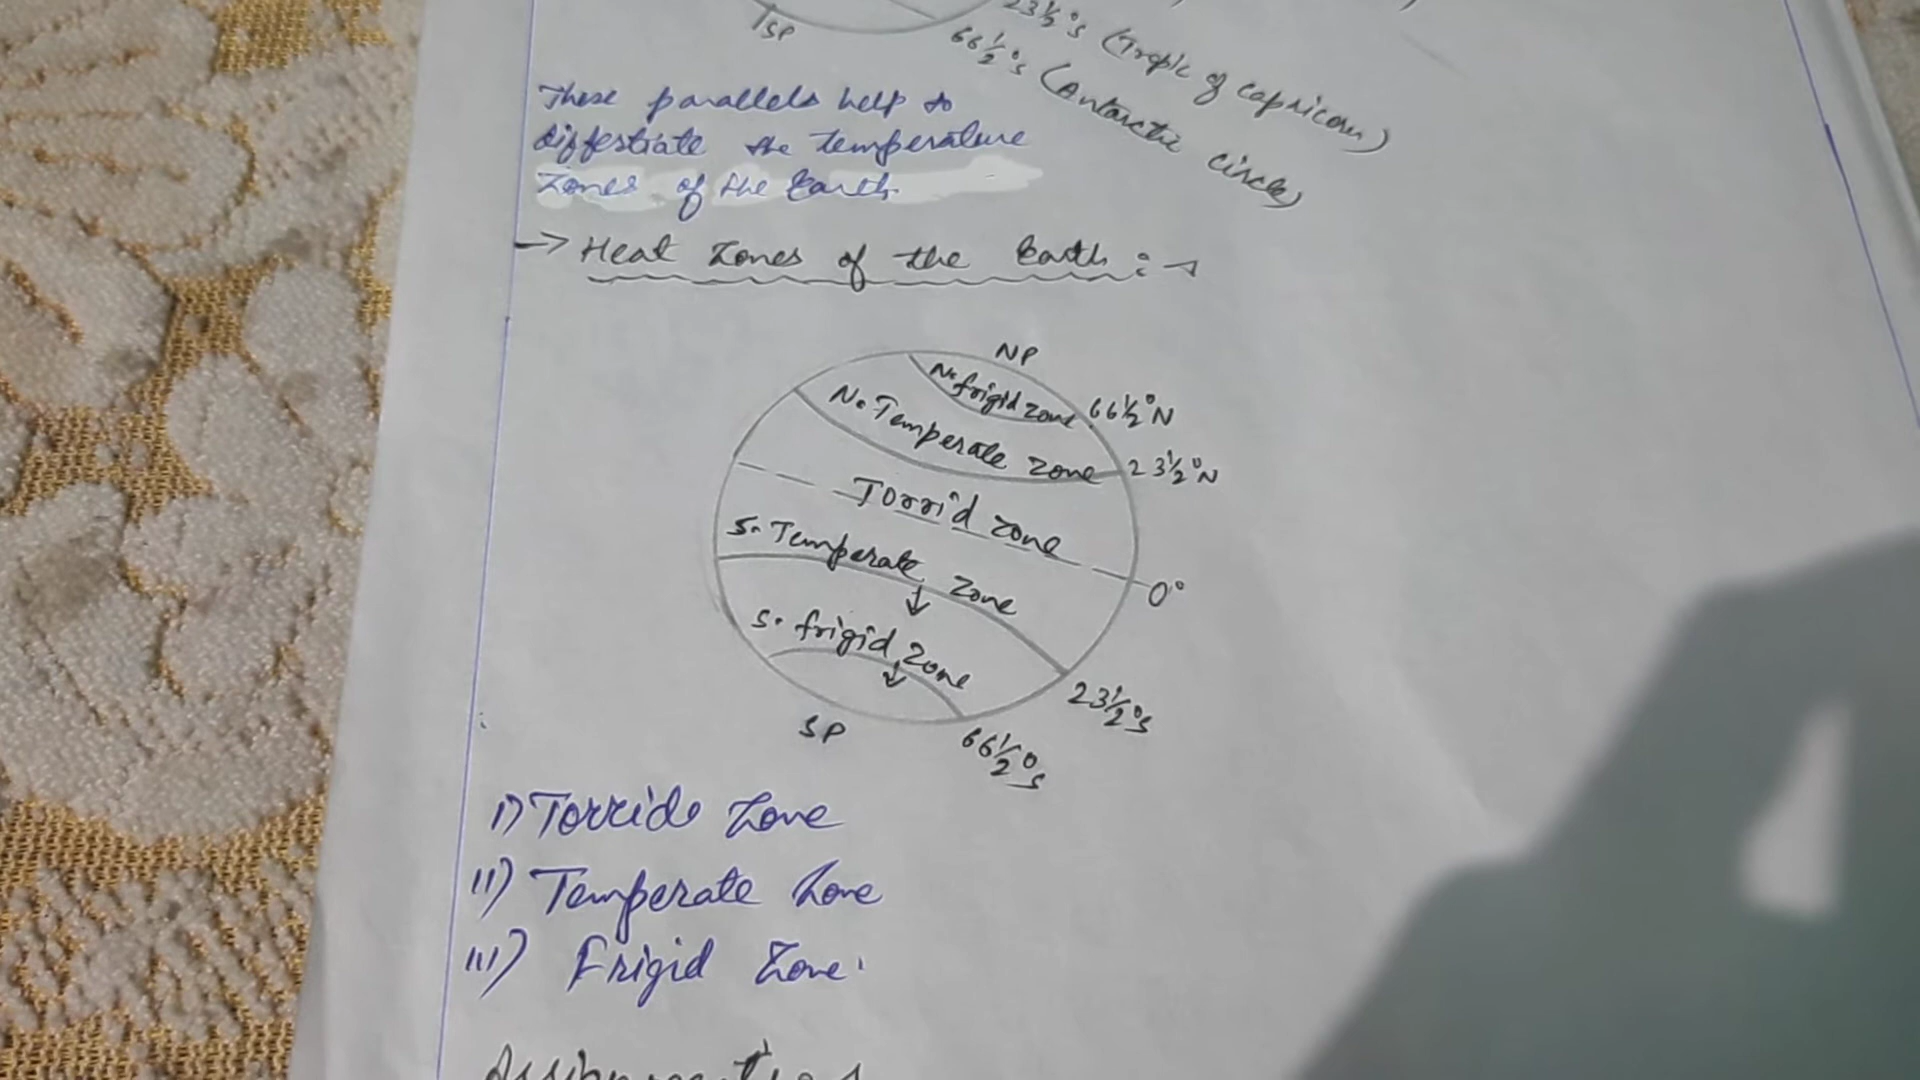 SP
23½°S (Tropic of Capricorn)
66½°S (Antarctic circle)
These parallels help to
diffestiate the temperature
Zones of the Earth.
→ Heat Zones of the Earth : →
NP
N. frigid zone 66½°N
N. Temperate zone 23½°N
Torrid zone
0°
S. Temperate Zone
S. frigid zone
23½°S
SP
66½°S
i) Torride Zone
ii) Temperate Zone
iii) Frigid Zone.